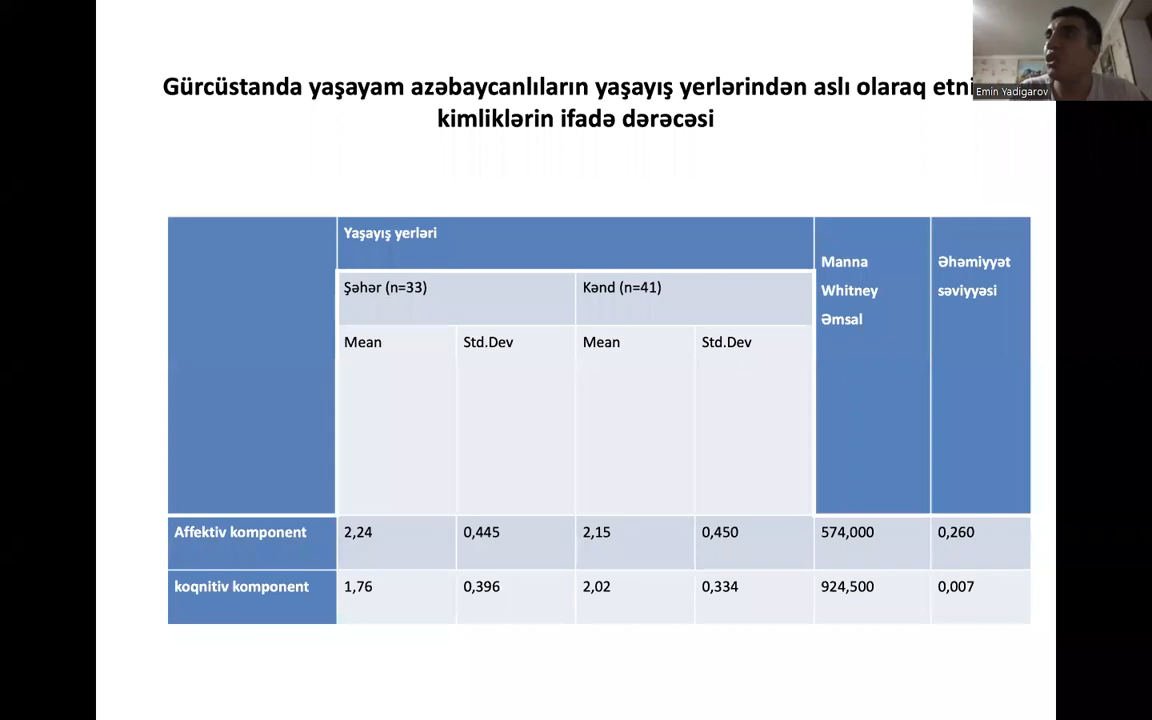 Gürcüstanda yaşayam azəbaycanlıların yaşayış yerlərindən aslı olaraq
kimliklərin ifadə dərəcəsi
Emin Yadigarov
Yaşayış yerləri
Manna
Whitney
Əmsal
Əhəmiyyət
səviyyəsi
Şəhər (n=33)
Kənd (n=41)
Mean
Std.Dev
Mean
Std.Dev
Affektiv komponent
2,24
0,445
2,15
0,450
574,000
0,260
koqnitiv komponent
1,76
0,396
2,02
0,334
924,500
0,007